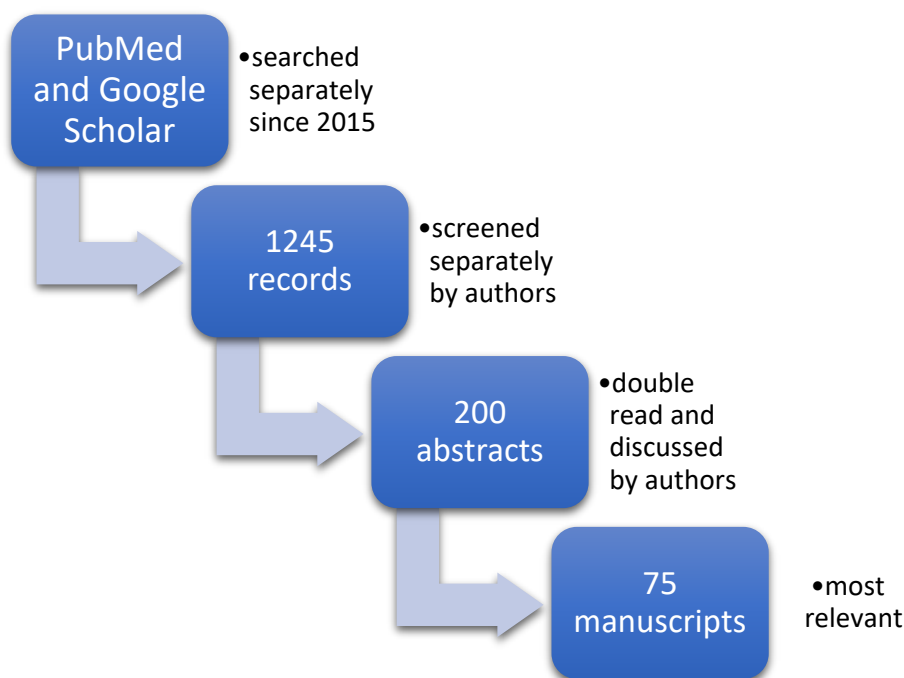 PubMed
and Google
Scholar
•searched
separately
since 2015
1245
records
•screened
separately
by authors
200
abstracts
•double
read and
discussed
by authors
75
manuscripts
•most
relevant